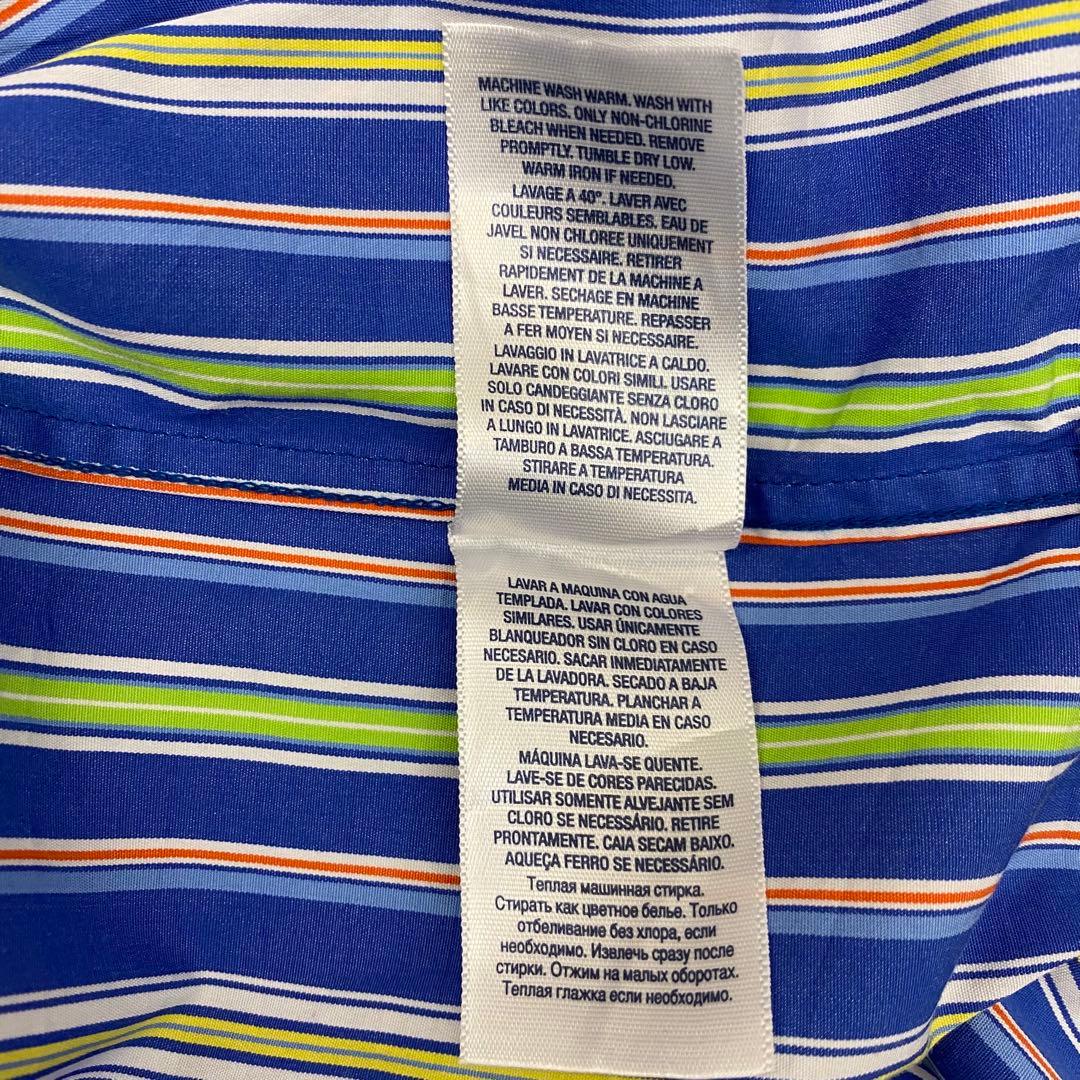 MACHINE WASH WARM. WASH WITH
LIKE COLORS. ONLY NON-CHLORINE
BLEACH WHEN NEEDED. REMOVE
PROMPTLY. TUMBLE DRY LOW.
WARM IRON IF NEEDED.
LAVAGE A 40°. LAVER AVEC
COULEURS SEMBLABLES. EAU DE
JAVEL NON CHLOREE UNIQUEMENT
SI NECESSAIRE. RETIRER
RAPIDEMENT DE LA MACHINE A
LAVER. SECHAGE EN MACHINE
BASSE TEMPERATURE. REPASSER
A FER MOYEN SI NECESSAIRE.
LAVAGGIO IN LAVATRICE A CALDO.
LAVARE CON COLORI SIMILI. USARE
SOLO CANDEGGIANTE SENZA CLORO
IN CASO DI NECESSITÀ. NON LASCIARE
A LUNGO IN LAVATRICE. ASCIUGARE A
TAMBURO A BASSA TEMPERATURA.
STIRARE A TEMPERATURA
MEDIA IN CASO DI NECESSITA.
LAVAR A MAQUINA CON AGUA
TEMPLADA. LAVAR CON COLORES
SIMILARES. USAR ÚNICAMENTE
BLANQUEADOR SIN CLORO EN CASO
NECESARIO. SACAR INMEDIATAMENTE
DE LA LAVADORA. SECADO A BAJA
TEMPERATURA. PLANCHAR A
TEMPERATURA MEDIA EN CASO
NECESARIO.
MÁQUINA LAVA-SE QUENTE.
LAVE-SE DE CORES PARECIDAS.
UTILISAR SOMENTE ALVEJANTE SEM
CLORO SE NECESSÁRIO. RETIRE
PRONTAMENTE. CAIA SECAM BAIXO.
AQUEÇA FERRO SE NECESSÁRIO.
Теплая машинная стирка.
Стирать как цветное белье. Только
отбеливание без хлора, если
необходимо. Извлечь сразу после
стирки. Отжим на малых оборотах.
Теплая глажка если необходимо.